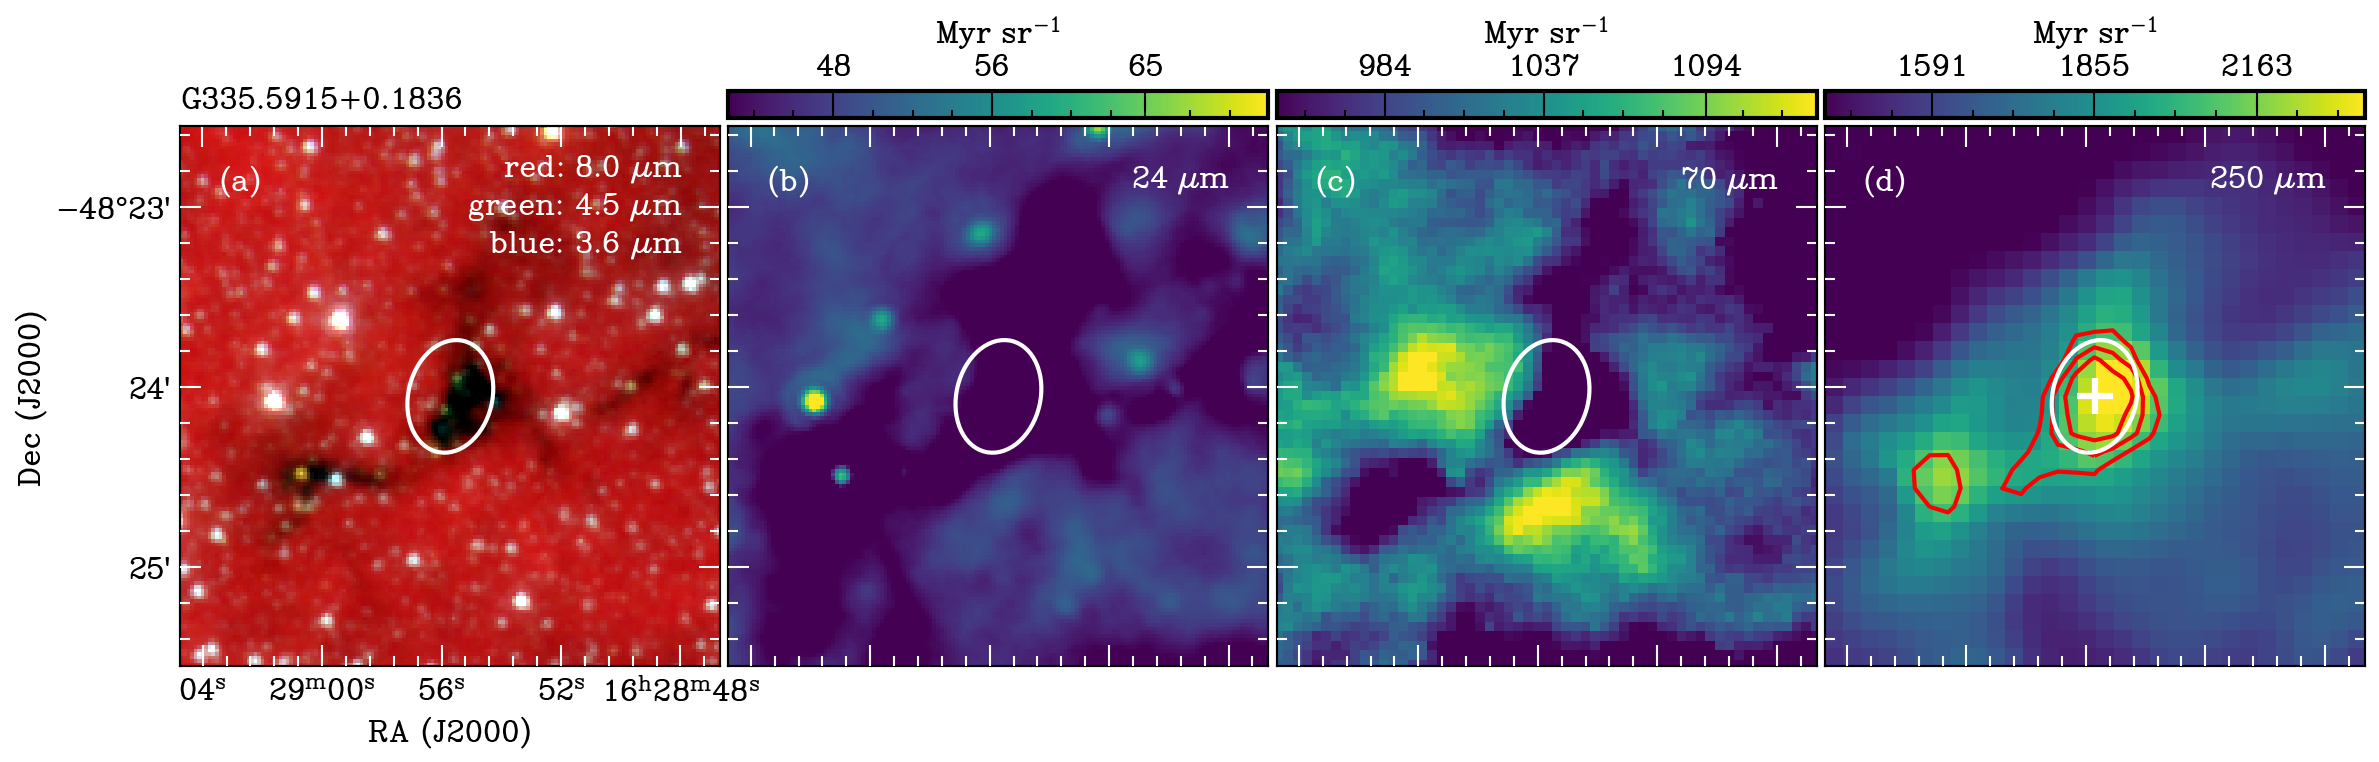 Myr sr⁻¹
Myr sr⁻¹
Myr sr⁻¹
48 56 65
984 1037 1094
1591 1855 2163
G335.5915+0.1836
(a)
red: 8.0 μm
green: 4.5 μm
blue: 3.6 μm
(b)
24 μm
(c)
70 μm
(d)
250 μm
−48°23'
24'
25'
Dec (J2000)
04ˢ 29ᵐ00ˢ 56ˢ 52ˢ 16ʰ28ᵐ48ˢ
RA (J2000)